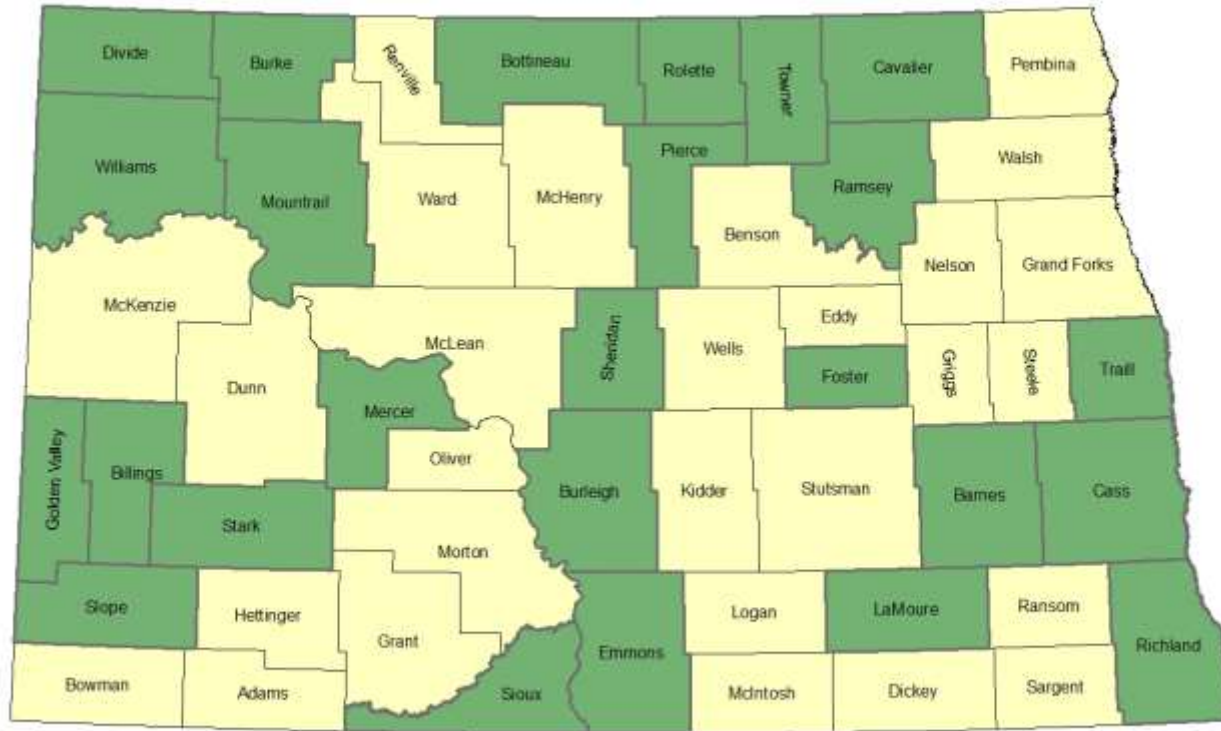 Divide
Burke
Renville
Bottineau
Rolette
Towner
Cavalier
Pembina
Williams
Mountrail
Ward
McHenry
Pierce
Benson
Ramsey
Walsh
Nelson
Grand Forks
McKenzie
Dunn
McLean
Sheridan
Wells
Eddy
Foster
Griggs
Steele
Traill
Golden Valley
Billings
Mercer
Oliver
Stark
Burleigh
Kidder
Stutsman
Barnes
Cass
Morton
Slope
Hettinger
Grant
Logan
LaMoure
Ransom
Richland
Bowman
Adams
Sioux
Emmons
McIntosh
Dickey
Sargent